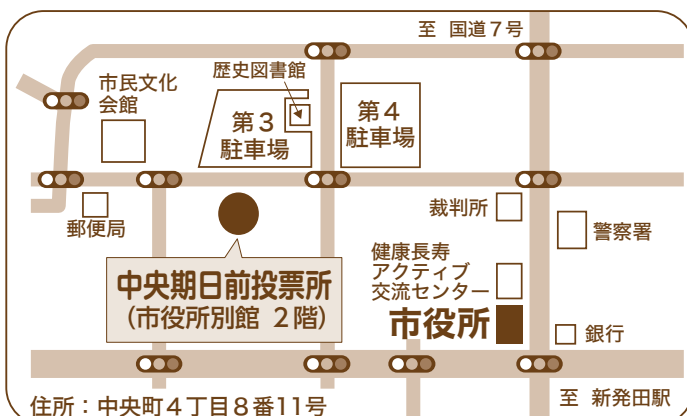 至 国道7号
歴史図書館
市民文化
会館
第3
駐車場
第4
駐車場
郵便局
裁判所
警察署
健康長寿
アクティブ
交流センター
中央期日前投票所
(市役所別館 2階)
市役所
銀行
住所:中央町4丁目8番11号
至 新発田駅